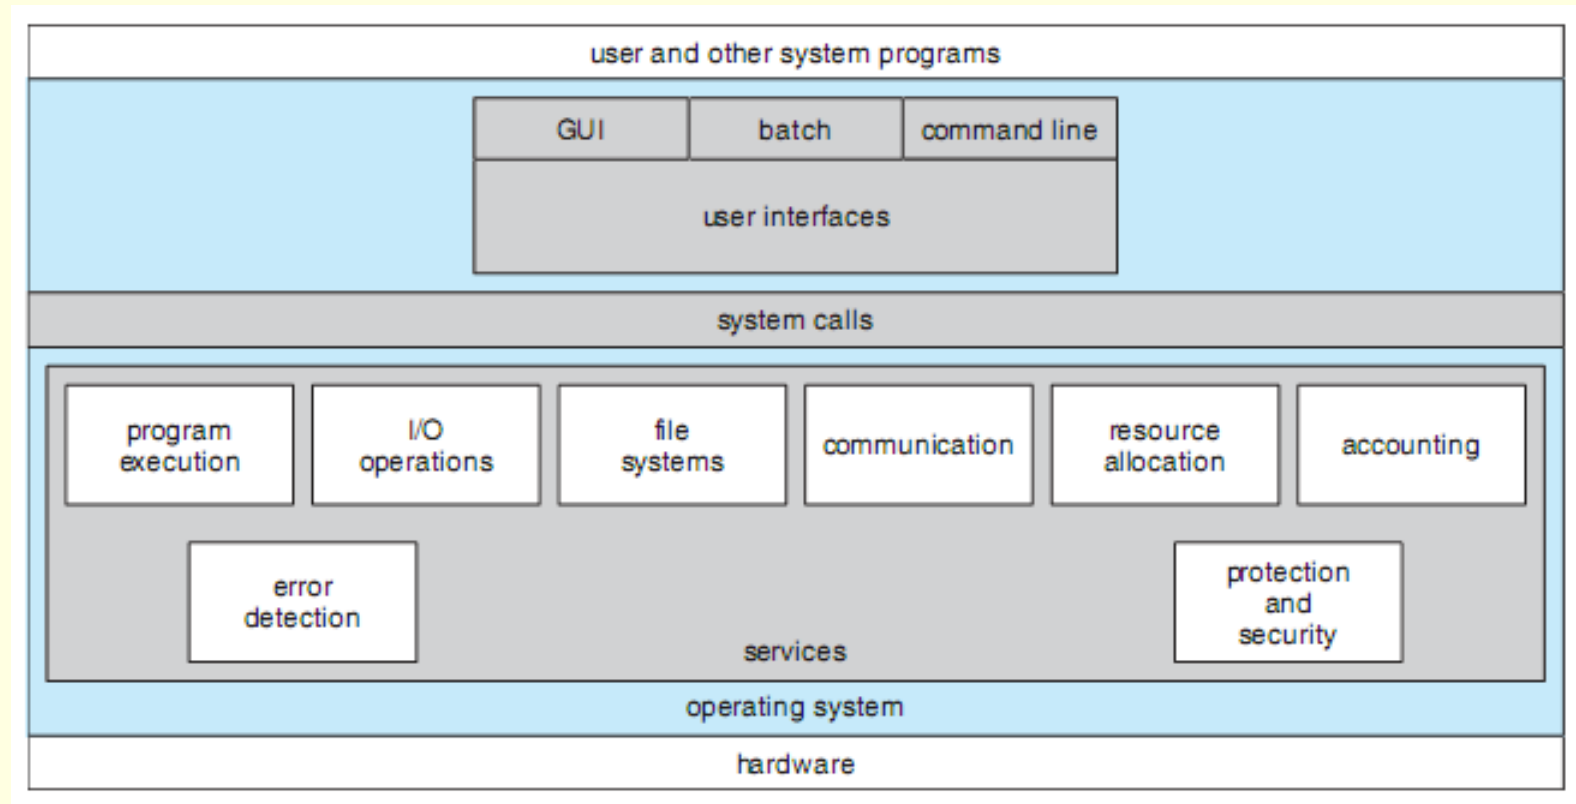 user and other system programs
GUI
batch
command line
user interfaces
system calls
program
execution
I/O
operations
file
systems
communication
resource
allocation
accounting
error
detection
protection
and
security
services
operating system
hardware